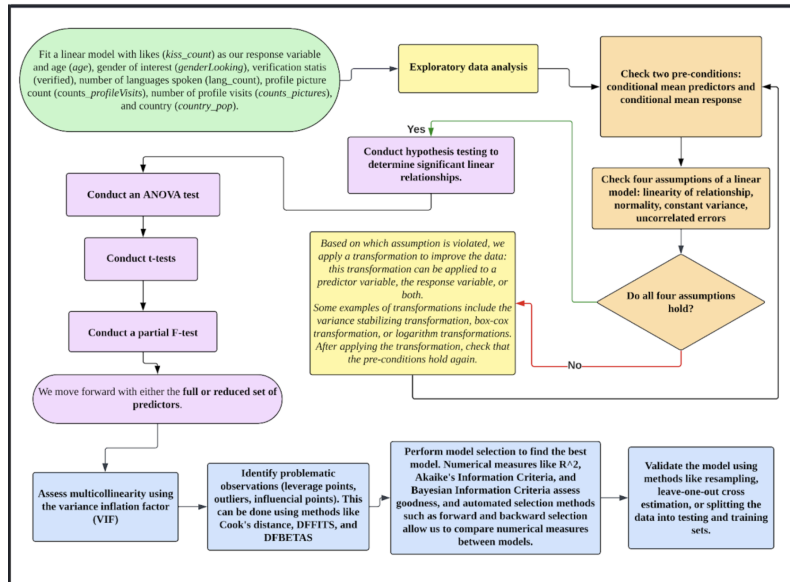 Fit a linear model with likes (kiss_count) as our response variable
and age (age), gender of interest (genderLooking), verification statis
(verified), number of languages spoken (lang_count), profile picture
count (counts_profileVisits), number of profile visits (counts_pictures),
and country (country_pop).
Exploratory data analysis
Check two pre-conditions:
conditional mean predictors and
conditional mean response
Check four assumptions of a linear
model: linearity of relationship,
normality, constant variance,
uncorrelated errors
Do all four assumptions
hold?
Yes
No
Conduct hypothesis testing to
determine significant linear
relationships.
Based on which assumption is violated, we
apply a transformation to improve the data:
this transformation can be applied to a
predictor variable, the response variable, or
both.
Some examples of transformations include the
variance stabilizing transformation, box-cox
transformation, or logarithm transformations.
After applying the transformation, check that
the pre-conditions hold again.
Conduct an ANOVA test
Conduct t-tests
Conduct a partial F-test
We move forward with either the full or reduced set of
predictors.
Assess multicollinearity using
the variance inflation factor
(VIF)
Identify problematic
observations (leverage points,
outliers, influencial points). This
can be done using methods like
Cook's distance, DFFITS, and
DFBETAS
Perform model selection to find the best
model. Numerical measures like R^2,
Akaike's Information Criteria, and
Bayesian Information Criteria assess
goodness, and automated selection methods
such as forward and backward selection
allow us to compare numerical measures
between models.
Validate the model using
methods like resampling,
leave-one-out cross
estimation, or splitting the
data into testing and training
sets.